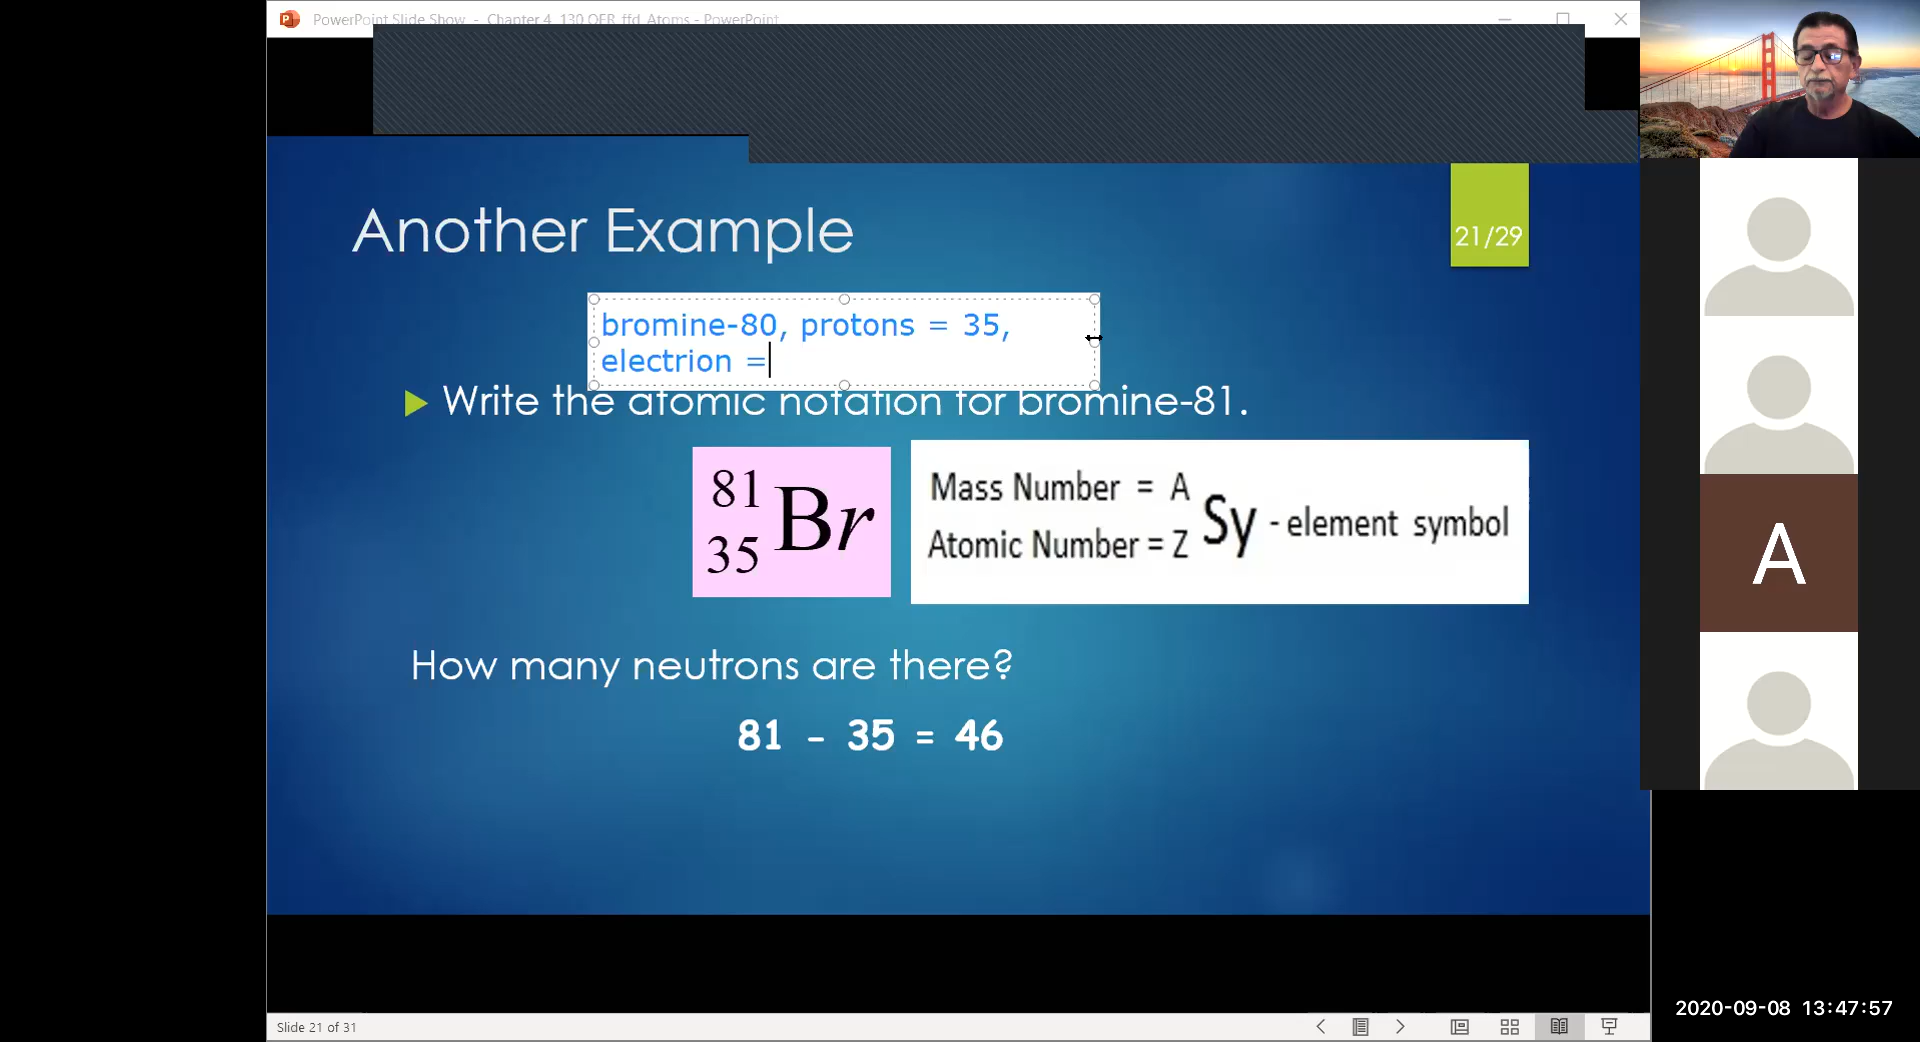 PowerPoint Slide Show - Chapter 4_130 OER_ffd_Atoms - PowerPoint
Another Example
21/29
bromine-80, protons = 35,
electrion =
Write the atomic notation for bromine-81.
81
35
Br
Mass Number = A
Atomic Number = Z
Sy - element symbol
How many neutrons are there?
81 - 35 = 46
A
2020-09-08 13:47:57
Slide 21 of 31